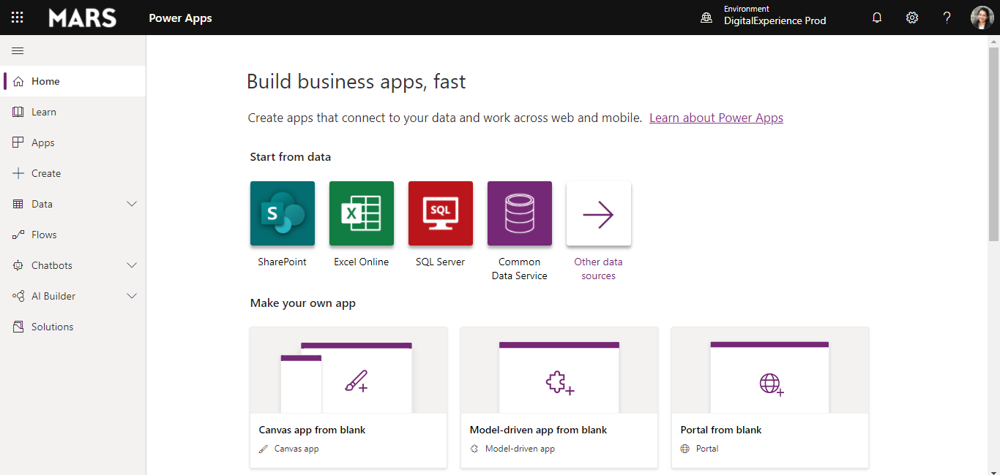 MARS
Power Apps
Environment
DigitalExperience Prod
?
Home
Learn
Apps
Create
Data
Flows
Chatbots
AI Builder
Solutions
Build business apps, fast
Create apps that connect to your data and work across web and mobile. Learn about Power Apps
Start from data
S
X
SQL
SharePoint
Excel Online
SQL Server
Common
Data Service
Other data
sources
Make your own app
Canvas app from blank
Canvas app
Model-driven app from blank
Model-driven app
Portal from blank
Portal